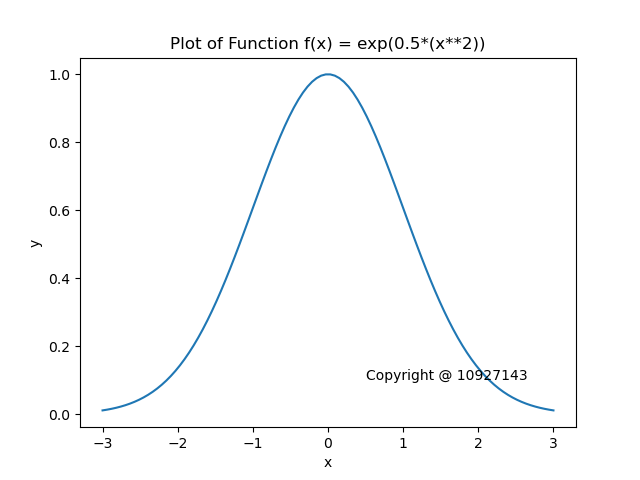 Plot of Function f(x) = exp(0.5*(x**2))
1.0
0.8
0.6
0.4
0.2
0.0
y
Copyright @ 10927143
−3 −2 −1 0 1 2 3
x